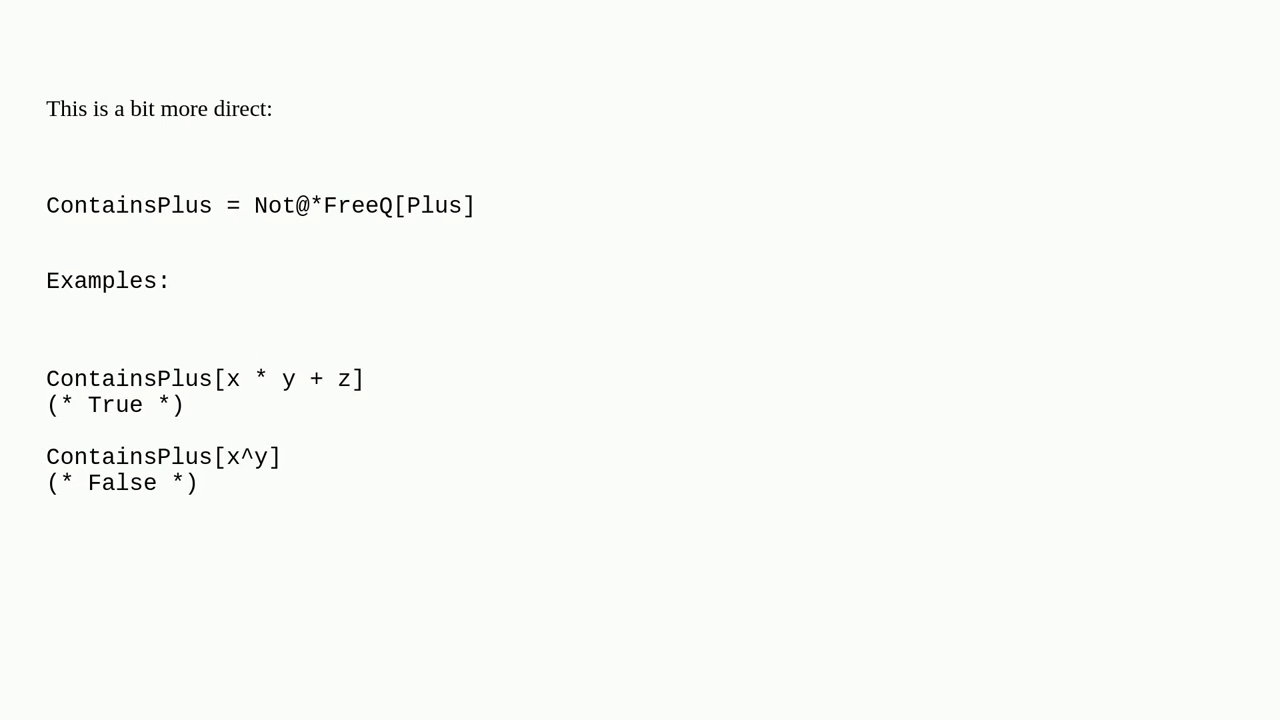 This is a bit more direct:
ContainsPlus = Not@*FreeQ[Plus]
Examples:
ContainsPlus[x * y + z]
(* True *)
ContainsPlus[x^y]
(* False *)